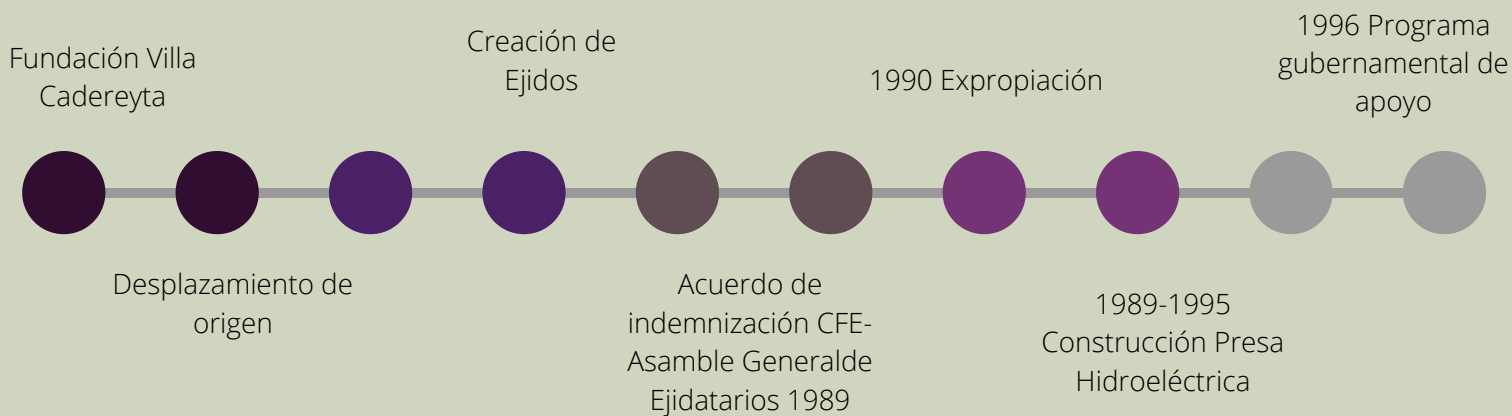 Fundación Villa
Cadereyta
Desplazamiento de
origen
Creación de
Ejidos
Acuerdo de
indemnización CFE-
Asamble Generalde
Ejidatarios 1989
1990 Expropiación
1989-1995
Construcción Presa
Hidroeléctrica
1996 Programa
gubernamental de
apoyo